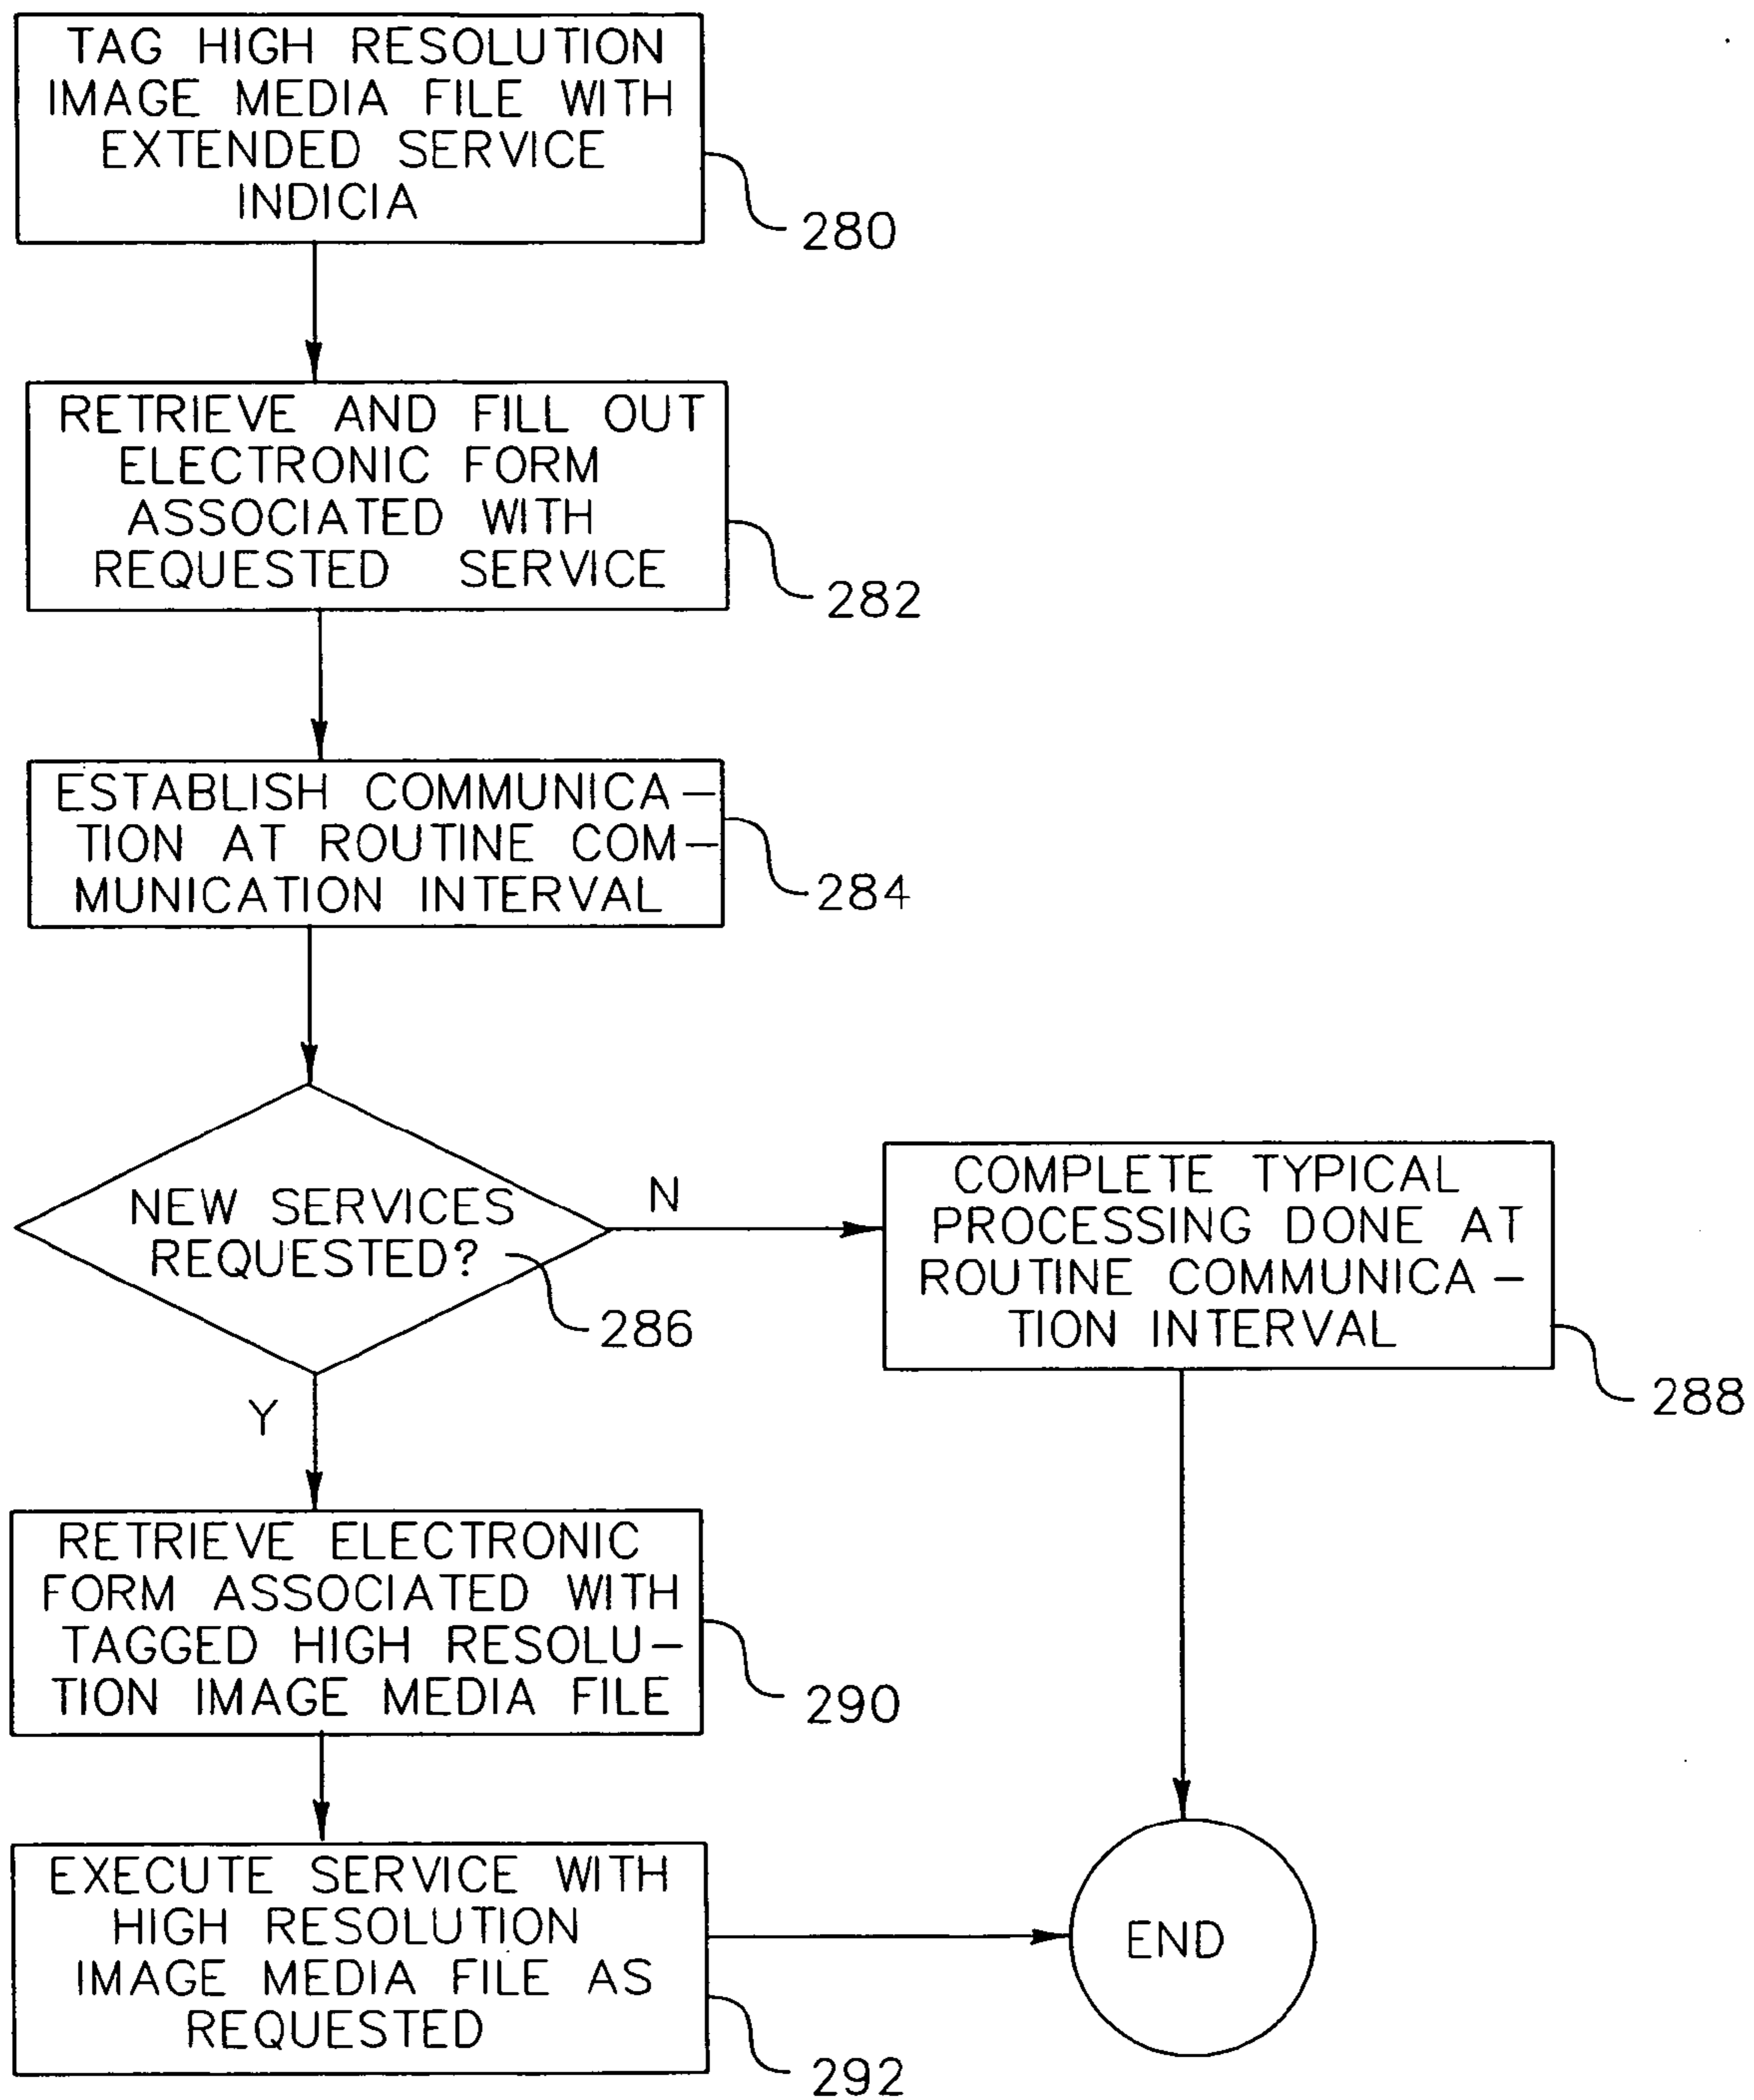 TAG HIGH RESOLUTION
IMAGE MEDIA FILE WITH
EXTENDED SERVICE
INDICIA
280
RETRIEVE AND FILL OUT
ELECTRONIC FORM
ASSOCIATED WITH
REQUESTED SERVICE
282
ESTABLISH COMMUNICA-
TION AT ROUTINE COM-
MUNICATION INTERVAL
284
NEW SERVICES
REQUESTED?
286
N
COMPLETE TYPICAL
PROCESSING DONE AT
ROUTINE COMMUNICA-
TION INTERVAL
288
Y
RETRIEVE ELECTRONIC
FORM ASSOCIATED WITH
TAGGED HIGH RESOLU-
TION IMAGE MEDIA FILE
290
EXECUTE SERVICE WITH
HIGH RESOLUTION
IMAGE MEDIA FILE AS
REQUESTED
292
END